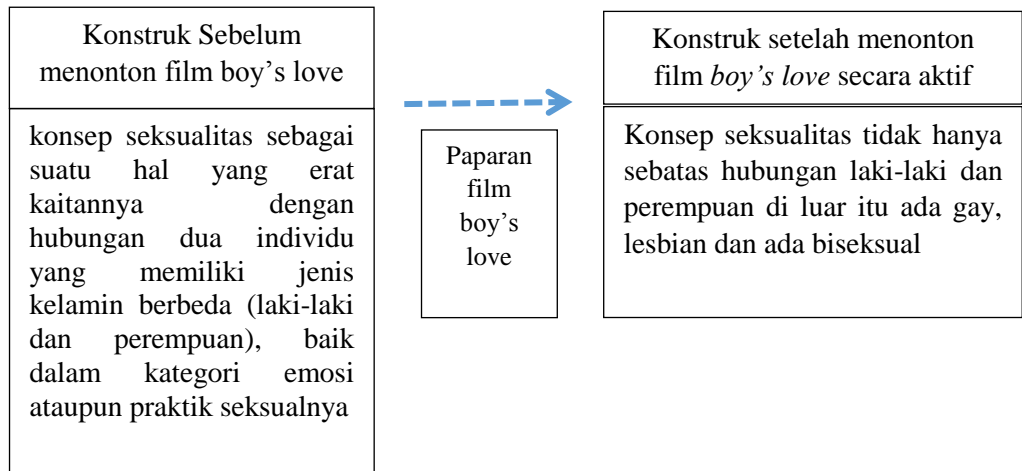 Konstruk Sebelum
menonton film boy’s love
konsep seksualitas sebagai
suatu hal yang erat
kaitannya dengan
hubungan dua individu
yang memiliki jenis
kelamin berbeda (laki-laki
dan perempuan), baik
dalam kategori emosi
ataupun praktik seksualnya
Paparan
film
boy’s
love
Konstruk setelah menonton
film boy’s love secara aktif
Konsep seksualitas tidak hanya
sebatas hubungan laki-laki dan
perempuan di luar itu ada gay,
lesbian dan ada biseksual